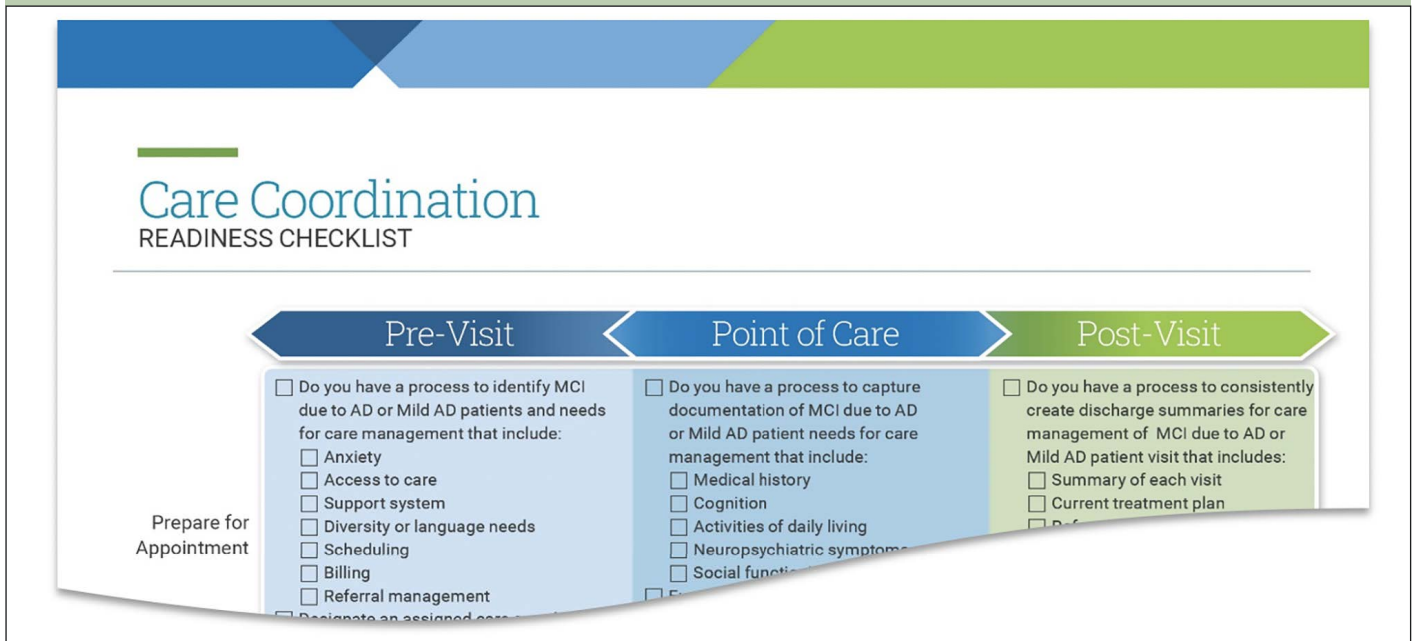 Care Coordination
READINESS CHECKLIST
Pre-Visit
Point of Care
Post-Visit
Prepare for
Appointment
☐ Do you have a process to identify MCI
due to AD or Mild AD patients and needs
for care management that include:
☐ Anxiety
☐ Access to care
☐ Support system
☐ Diversity or language needs
☐ Scheduling
☐ Billing
☐ Referral management
☐ Designate an assigned care
☐ Do you have a process to capture
documentation of MCI due to AD
or Mild AD patient needs for care
management that include:
☐ Medical history
☐ Cognition
☐ Activities of daily living
☐ Neuropsychiatric symptoms
☐ Social
☐ Do you have a process to consistently
create discharge summaries for care
management of MCI due to AD or
Mild AD patient visit that includes:
☐ Summary of each visit
☐ Current treatment plan